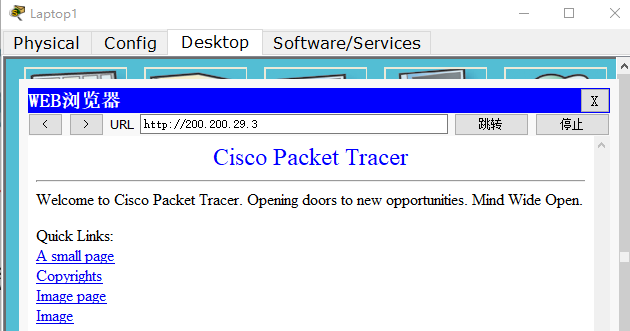 Laptop1
Physical Config Desktop Software/Services
WEB浏览器 X
< > URL http://200.200.29.3 跳转 停止
Cisco Packet Tracer
Welcome to Cisco Packet Tracer. Opening doors to new opportunities. Mind Wide Open.
Quick Links:
A small page
Copyrights
Image page
Image